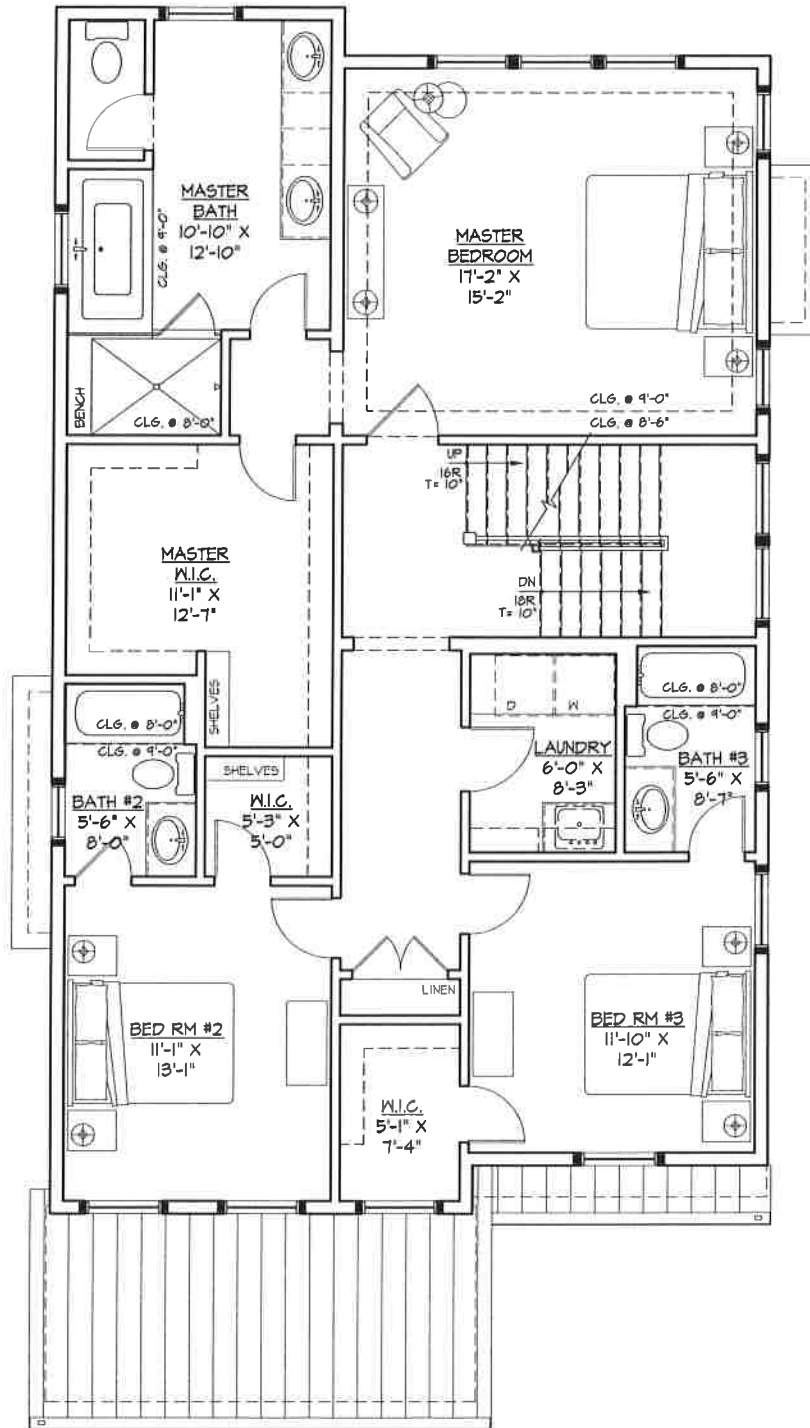 MASTER
BATH
10'-10" X
12'-10"
CLG. @ 9'-0"
MASTER
BEDROOM
17'-2" X
15'-2"
CLG. @ 9'-0"
CLG. @ 8'-6"
BENCH
CLG. @ 8'-0"
UP
16R
T= 10"
DN
18R
T= 10"
MASTER
W.I.C.
11'-1" X
12'-7"
SHELVES
CLG. @ 8'-0"
CLG. @ 9'-0"
BATH #2
5'-6" X
8'-0"
SHELVES
W.I.C.
5'-3" X
5'-0"
D
W
LAUNDRY
6'-0" X
8'-3"
CLG. @ 8'-0"
CLG. @ 9'-0"
BATH #3
5'-6" X
8'-7"
LINEN
BED RM #2
11'-1" X
13'-1"
BED RM #3
11'-10" X
12'-1"
W.I.C.
5'-1" X
7'-4"